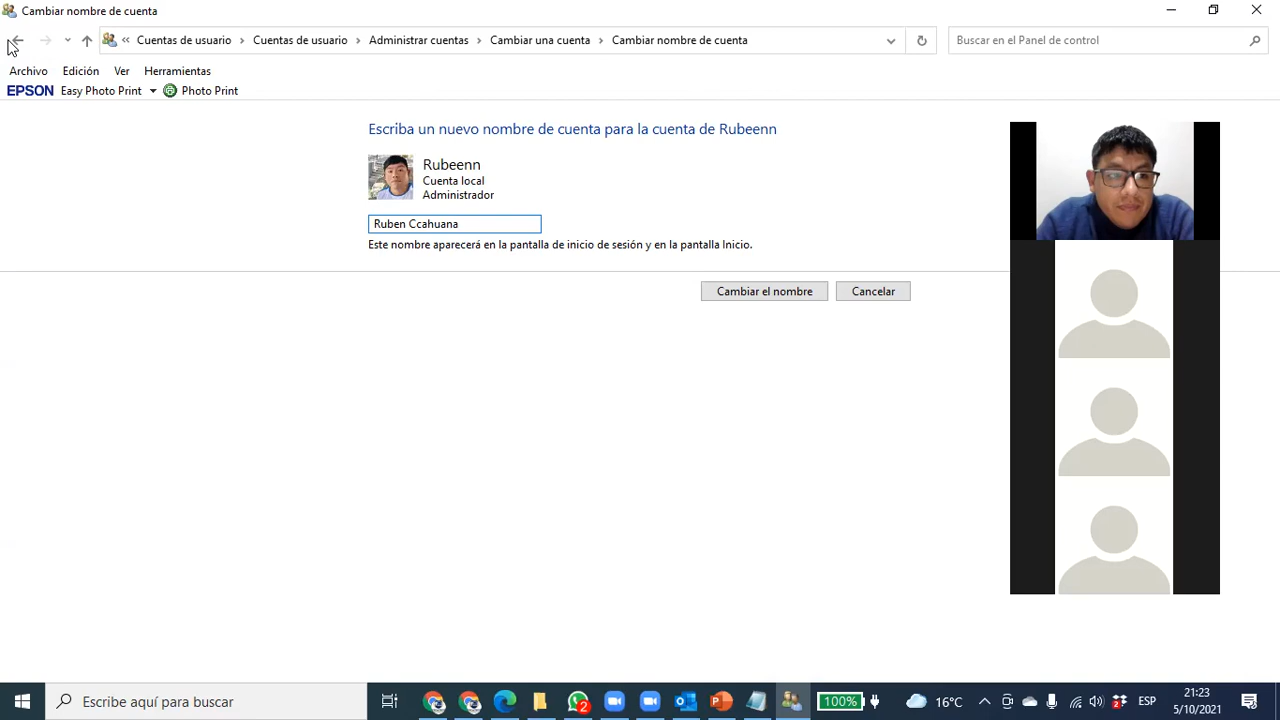 Cambiar nombre de cuenta
« Cuentas de usuario > Cuentas de usuario > Administrar cuentas > Cambiar una cuenta > Cambiar nombre de cuenta
Buscar en el Panel de control
Archivo Edición Ver Herramientas
EPSON Easy Photo Print Photo Print
Escriba un nuevo nombre de cuenta para la cuenta de Rubeenn
Rubeenn
Cuenta local
Administrador
Ruben Ccahuana
Este nombre aparecerá en la pantalla de inicio de sesión y en la pantalla Inicio.
Cambiar el nombre Cancelar
Escribe aquí para buscar
2
100%
16°C
ESP
21:23
5/10/2021